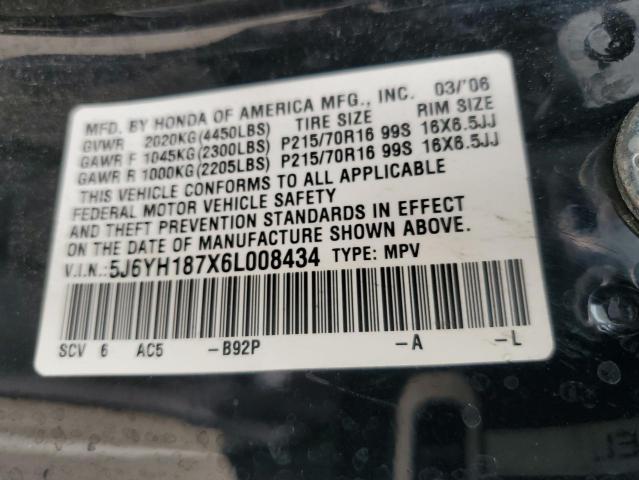 MFD. BY HONDA OF AMERICA MFG., INC. 03/'06
GVWR 2020KG(4450LBS) TIRE SIZE RIM SIZE
GAWR F 1045KG(2300LBS) P215/70R16 99S 16X6.5JJ
GAWR R 1000KG(2205LBS) P215/70R16 99S 16X6.5JJ
THIS VEHICLE CONFORMS TO ALL APPLICABLE
FEDERAL MOTOR VEHICLE SAFETY
AND THEFT PREVENTION STANDARDS IN EFFECT
ON THE DATE OF MANUFACTURE SHOWN ABOVE.
V.I.N.:5J6YH187X6L008434 TYPE: MPV
SCV 6 AC5 -B92P -A -L